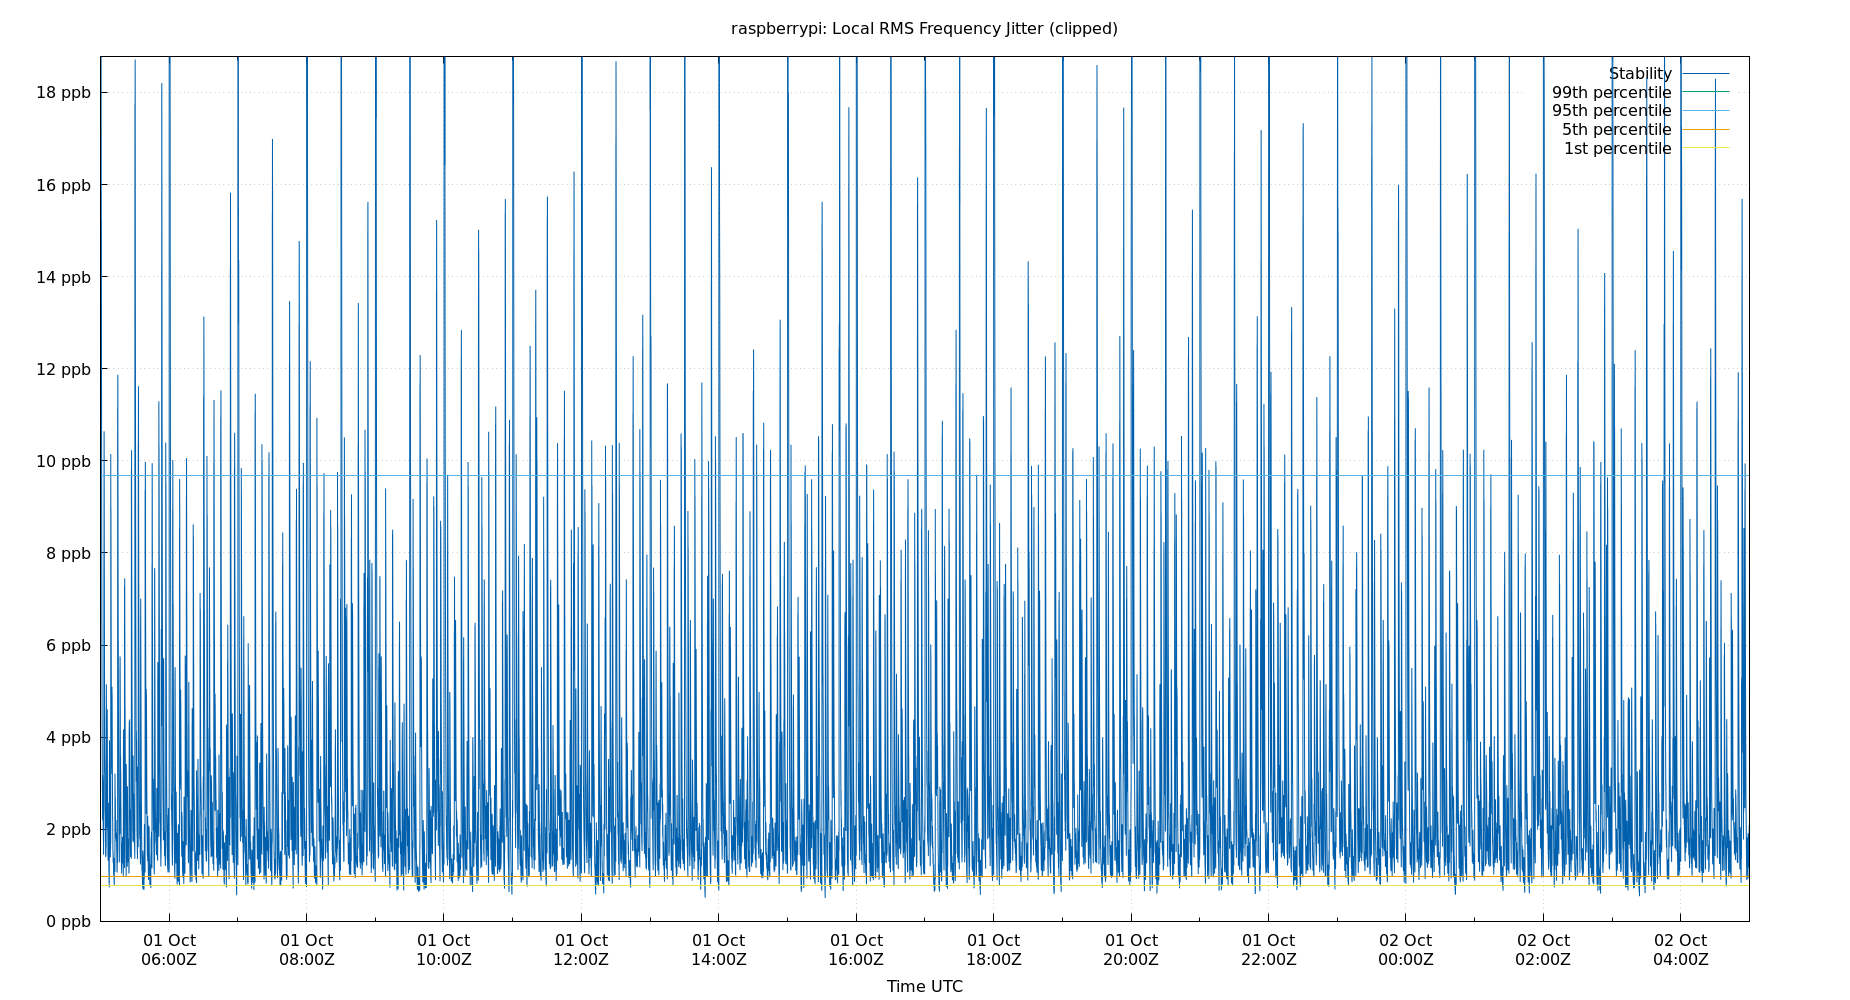 raspberrypi: Local RMS Frequency Jitter (clipped)
18 ppb
16 ppb
14 ppb
12 ppb
10 ppb
8 ppb
6 ppb
4 ppb
2 ppb
0 ppb
Stability
99th percentile
95th percentile
5th percentile
1st percentile
01 Oct 01 Oct 01 Oct 01 Oct 01 Oct 01 Oct 01 Oct 01 Oct 01 Oct 02 Oct 02 Oct 02 Oct
06:00Z 08:00Z 10:00Z 12:00Z 14:00Z 16:00Z 18:00Z 20:00Z 22:00Z 00:00Z 02:00Z 04:00Z
Time UTC